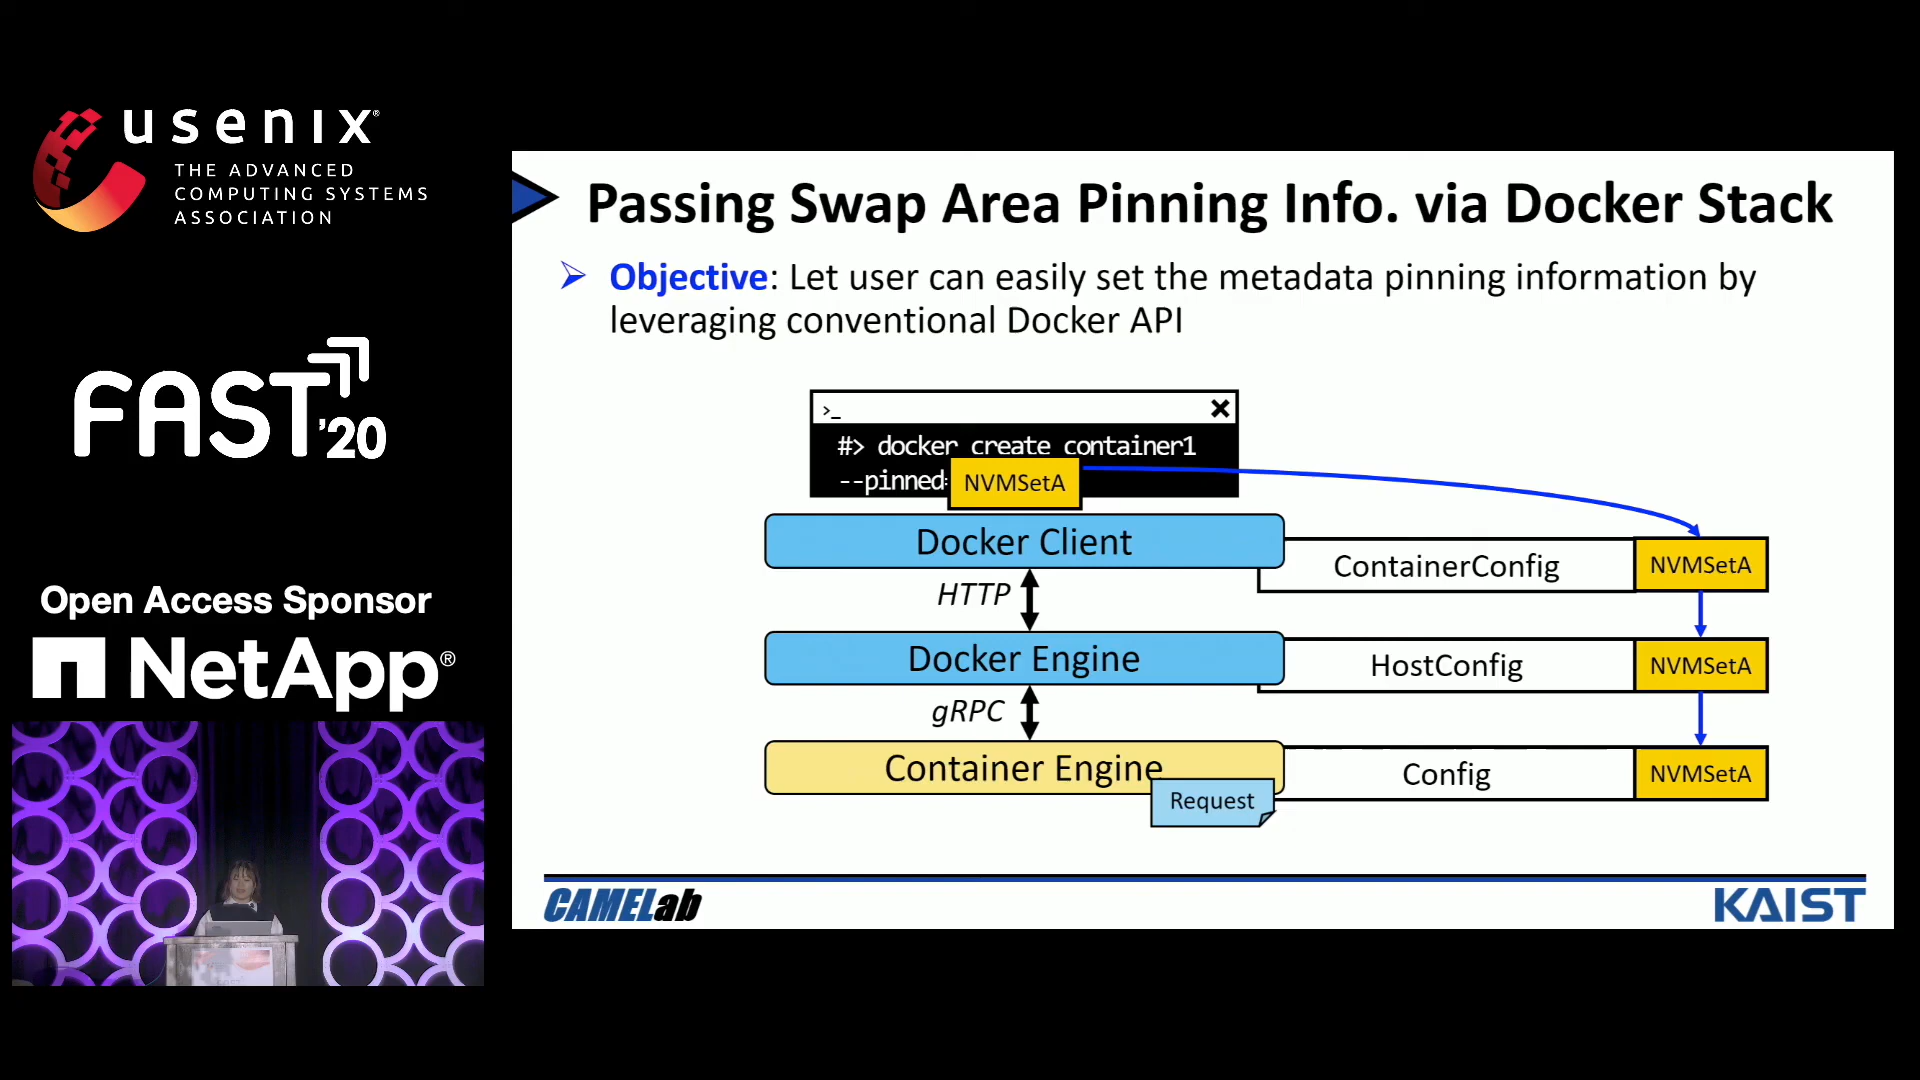 usenix®
THE ADVANCED
COMPUTING SYSTEMS
ASSOCIATION
FAST '20
Open Access Sponsor
NetApp®
Passing Swap Area Pinning Info. via Docker Stack
Objective: Let user can easily set the metadata pinning information by
leveraging conventional Docker API
>_
#> docker create container1
--pinned=
NVMSetA
Docker Client
ContainerConfig
NVMSetA
HTTP
Docker Engine
HostConfig
NVMSetA
gRPC
Container Engine
Config
NVMSetA
Request
CAMELab
KAIST